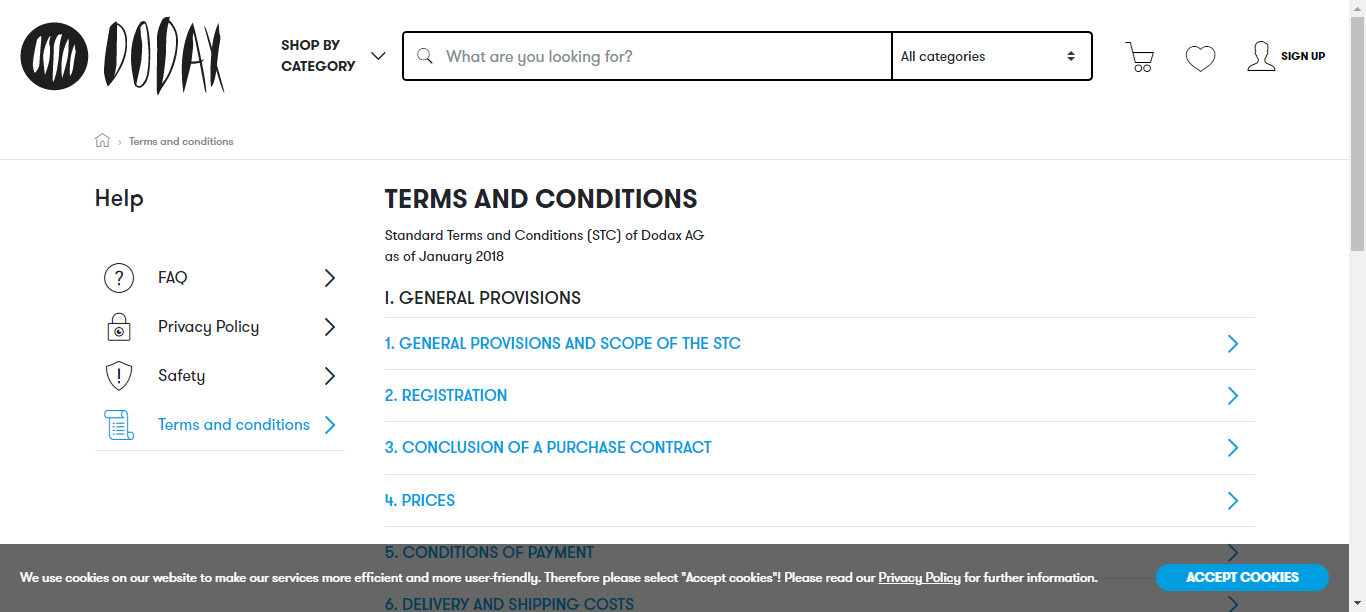 DODAX
SHOP BY
CATEGORY
What are you looking for?
All categories
SIGN UP
Terms and conditions
Help
FAQ
Privacy Policy
Safety
Terms and conditions
TERMS AND CONDITIONS
Standard Terms and Conditions (STC) of Dodax AG
as of January 2018
I. GENERAL PROVISIONS
1. GENERAL PROVISIONS AND SCOPE OF THE STC
2. REGISTRATION
3. CONCLUSION OF A PURCHASE CONTRACT
4. PRICES
5. CONDITIONS OF PAYMENT
We use cookies on our website to make our services more efficient and more user-friendly. Therefore please select "Accept cookies"! Please read our Privacy Policy for further information.
ACCEPT COOKIES
6. DELIVERY AND SHIPPING COSTS